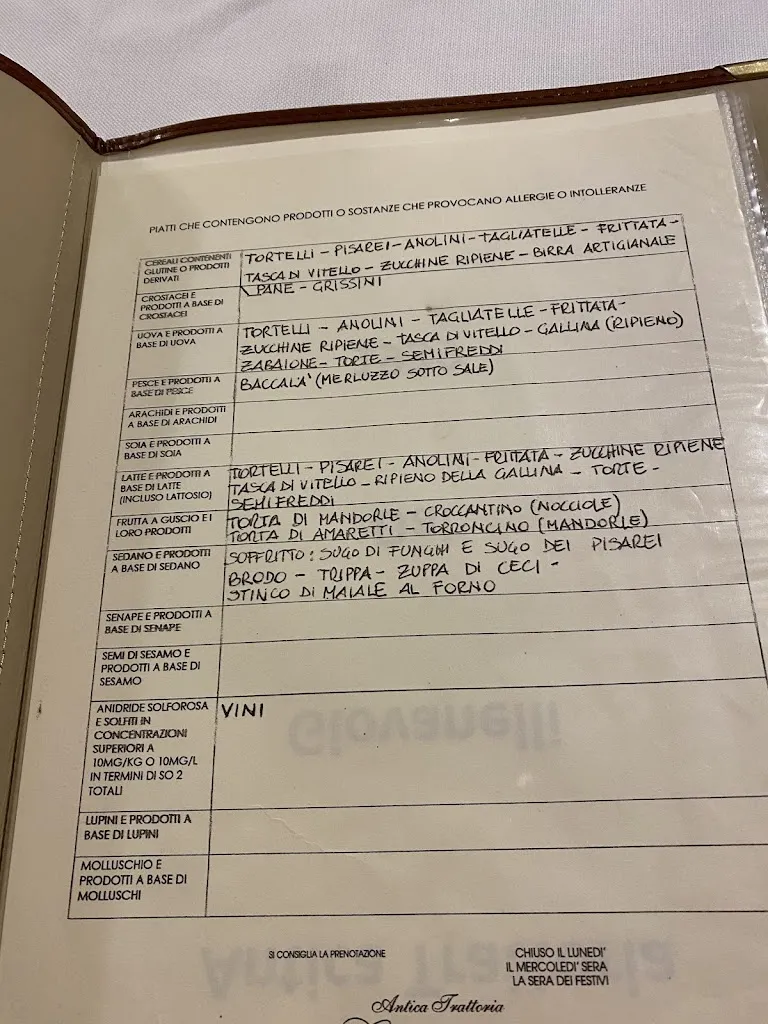 PIATTI CHE CONTENGONO PRODOTTI O SOSTANZE CHE PROVOCANO ALLERGIE O INTOLLERANZE
CEREALI CONTENENTI
GLUTINE O PRODOTTI
DERIVATI
TORTELLI - PISAREI - ANOLINI - TAGLIATELLE - FRITTATA -
TASCA DI VITELLO - ZUCCHINE RIPIENE - BIRRA ARTIGIANALE
PANE - GRISSINI
CROSTACEI E
PRODOTTI A BASE DI
CROSTACEI
UOVA E PRODOTTI A
BASE DI UOVA
TORTELLI - ANOLINI - TAGLIATELLE - FRITTATA -
ZUCCHINE RIPIENE - TASCA DI VITELLO - GALLINA (RIPIENO)
ZABAIONE - TORTE - SEMIFREDDI
PESCE E PRODOTTI A
BASE DI PESCE
BACCALA' (MERLUZZO SOTTO SALE)
ARACHIDI E PRODOTTI
A BASE DI ARACHIDI
SOIA E PRODOTTI A
BASE DI SOIA
LATTE E PRODOTTI A
BASE DI LATTE
(INCLUSO LATTOSIO)
TORTELLI - PISAREI - ANOLINI - FRITTATA - ZUCCHINE RIPIENE
TASCA DI VITELLO - RIPIENO DELLA GALLINA - TORTE -
SEMIFREDDI
FRUTTA A GUSCIO E I
LORO PRODOTTI
TORTA DI MANDORLE - CROCCANTINO (NOCCIOLE)
TORTA DI AMARETTI - TORRONCINO (MANDORLE)
SEDANO E PRODOTTI
A BASE DI SEDANO
SOFFRITTO: SUGO DI FUNGHI E SUGO DEI PISAREI
BRODO - TRIPPA - ZUPPA DI CECI -
STINCO DI MAIALE AL FORNO
SENAPE E PRODOTTI A
BASE DI SENAPE
SEMI DI SESAMO E
PRODOTTI A BASE DI
SESAMO
ANIDRIDE SOLFOROSA
E SOLFITI IN
CONCENTRAZIONI
SUPERIORI A
10MG/KG O 10MG/L
IN TERMINI DI SO 2
TOTALI
VINI
Giovanelli
LUPINI E PRODOTTI A
BASE DI LUPINI
MOLLUSCHIO E
PRODOTTI A BASE DI
MOLLUSCHI
SI CONSIGLIA LA PRENOTAZIONE
CHIUSO IL LUNEDI'
IL MERCOLEDI' SERA
LA SERA DEI FESTIVI
Antica Trattoria
Antica Trattoria